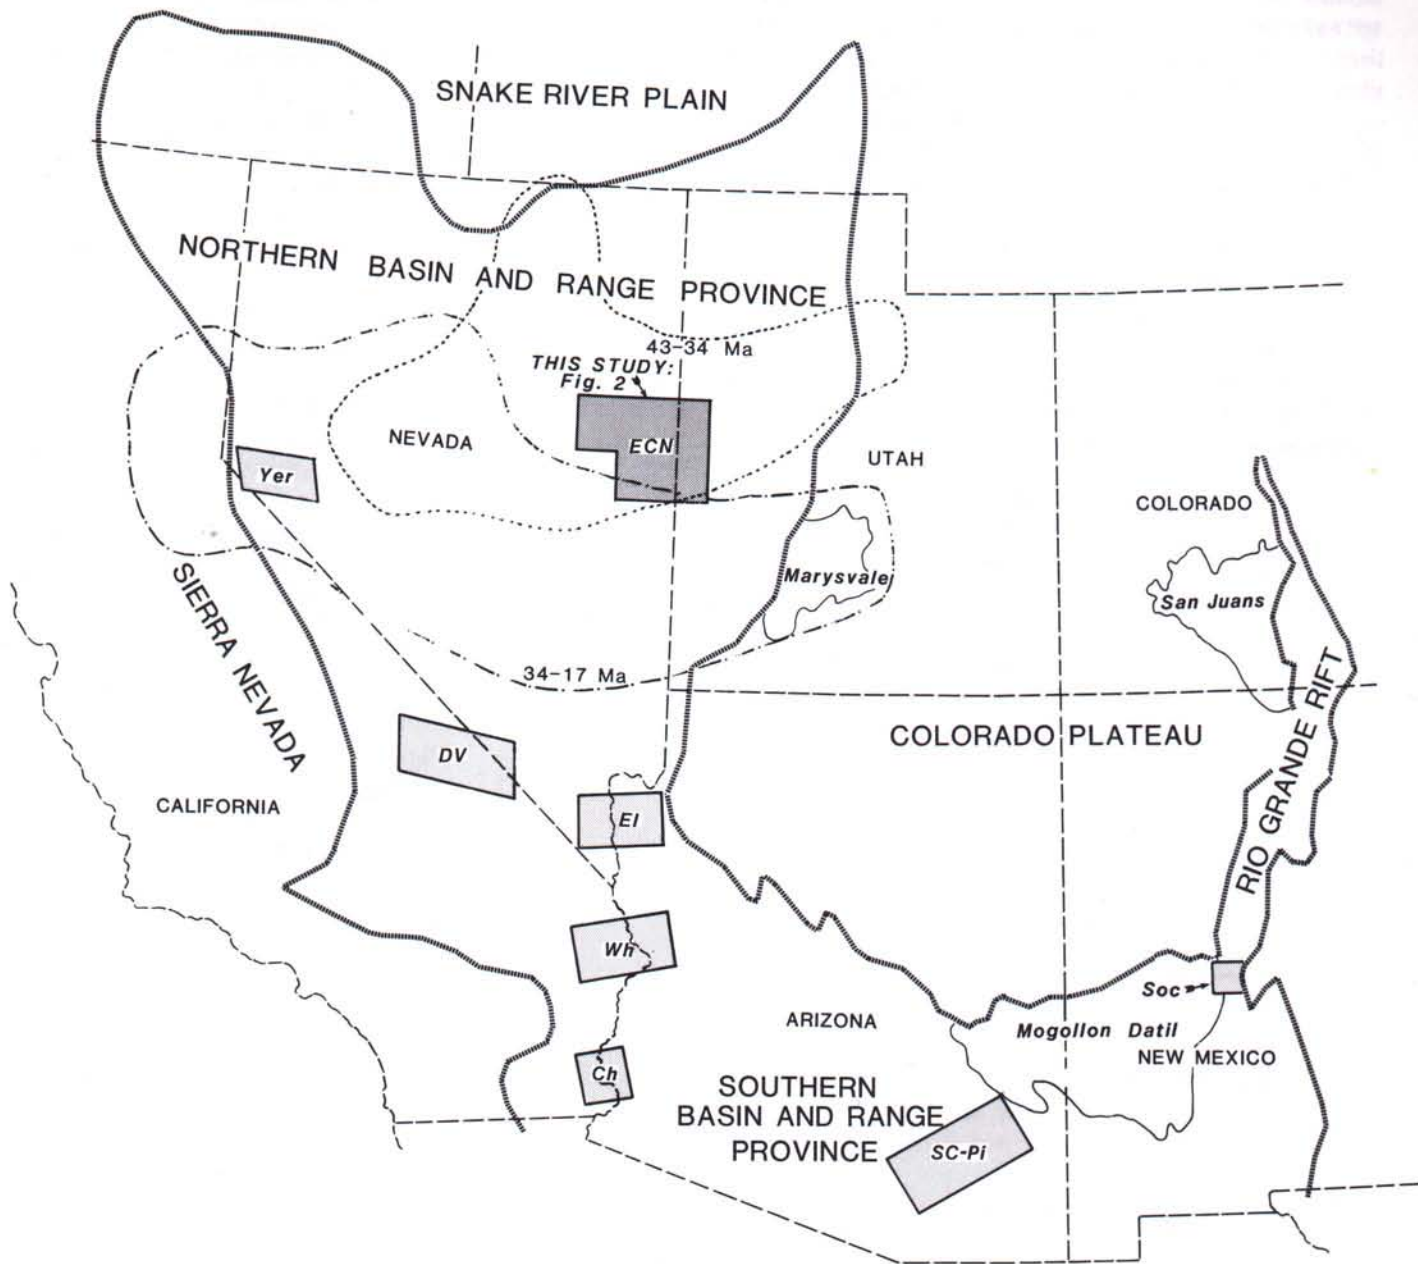 SNAKE RIVER PLAIN
NORTHERN BASIN AND RANGE PROVINCE
43-34 Ma
THIS STUDY:
Fig. 2
NEVADA
ECN
UTAH
Yer
COLORADO
Marysvale
San Juans
SIERRA NEVADA
34-17 Ma
RIO GRANDE RIFT
COLORADO PLATEAU
DV
CALIFORNIA
El
Wh
Soc
ARIZONA
Mogollon Datil
NEW MEXICO
Ch
SOUTHERN
BASIN AND RANGE
PROVINCE
SC-Pi